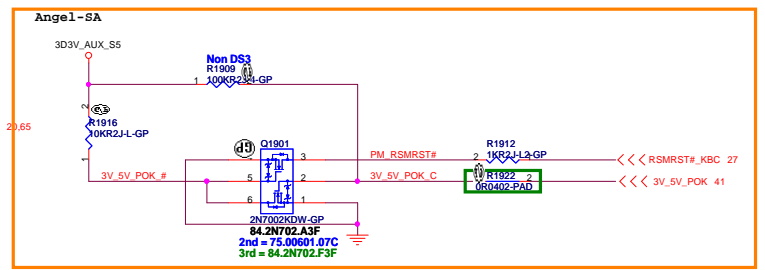 Angel-SA
3D3V_AUX_S5
Non DS3
R1909
1
100KR2J-1-GP
2
R1916
10KR2J-L-GP
1
20,65
Q1901
GP
4
3
PM_RSMRST#
2
R1912
1KR2J-L2-GP
RSMRST#_KBC 27
3V_5V_POK_#
5
2
3V_5V_POK_C
R1922
2
0R0402-PAD
3V_5V_POK 41
6
1
2N7002KDW-GP
84.2N702.A3F
2nd = 75.00601.07C
3rd = 84.2N702.F3F